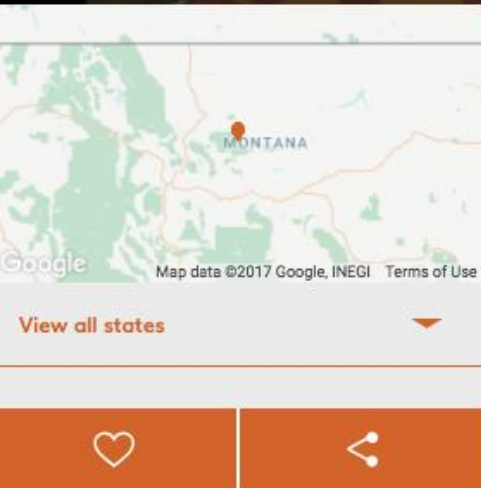 MONTANA
Google
Map data ©2017 Google, INEGI Terms of Use
View all states